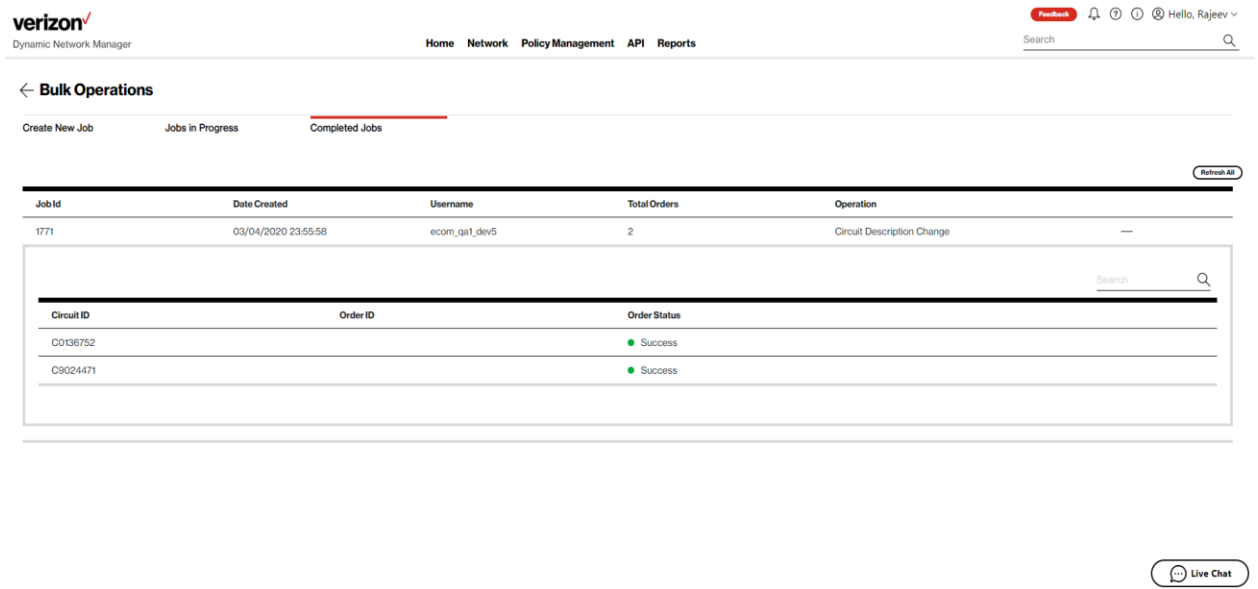 verizon✓
Dynamic Network Manager
Home Network Policy Management API Reports
Feedback Hello, Rajeev
Search
Bulk Operations
Create New Job Jobs in Progress Completed Jobs
Refresh All
Job Id Date Created Username Total Orders Operation
1771 03/04/2020 23:55:58 ecom_qa1_dev5 2 Circuit Description Change —
Search
Circuit ID Order ID Order Status
C0136752 Success
C9024471 Success
Live Chat